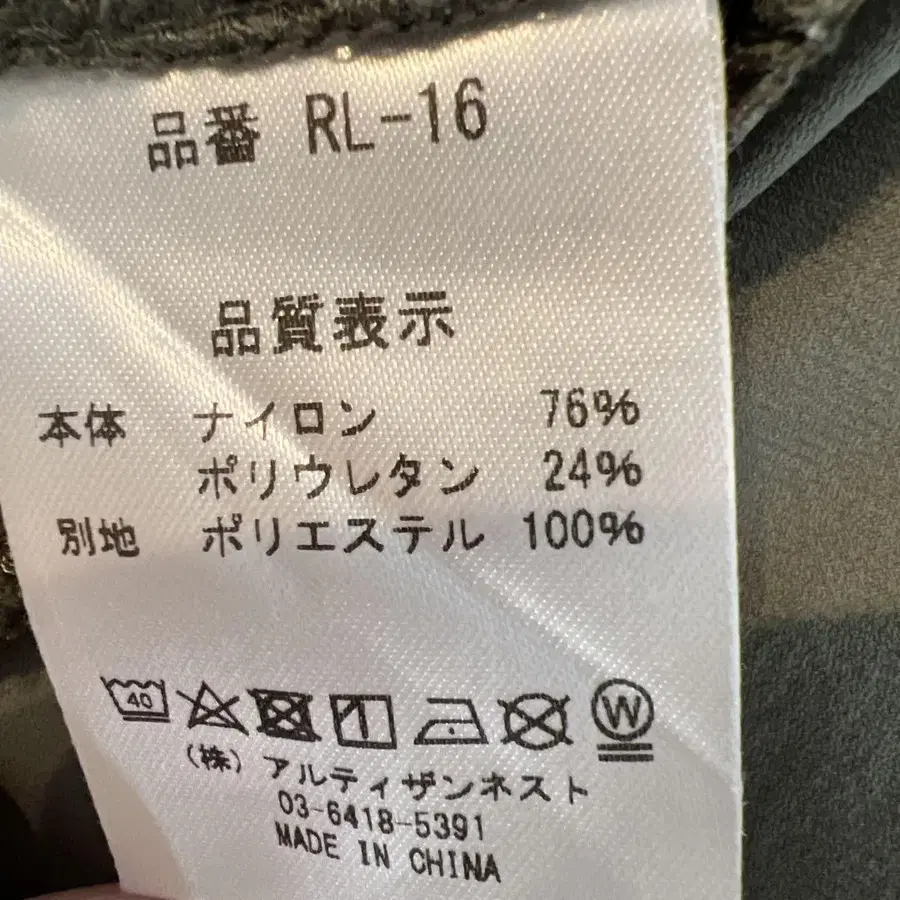 品番 RL-16
品質表示
本体 ナイロン 76%
ポリウレタン 24%
別地 ポリエステル 100%
40
W
(株) アルティザンネスト
03-6418-5391
MADE IN CHINA